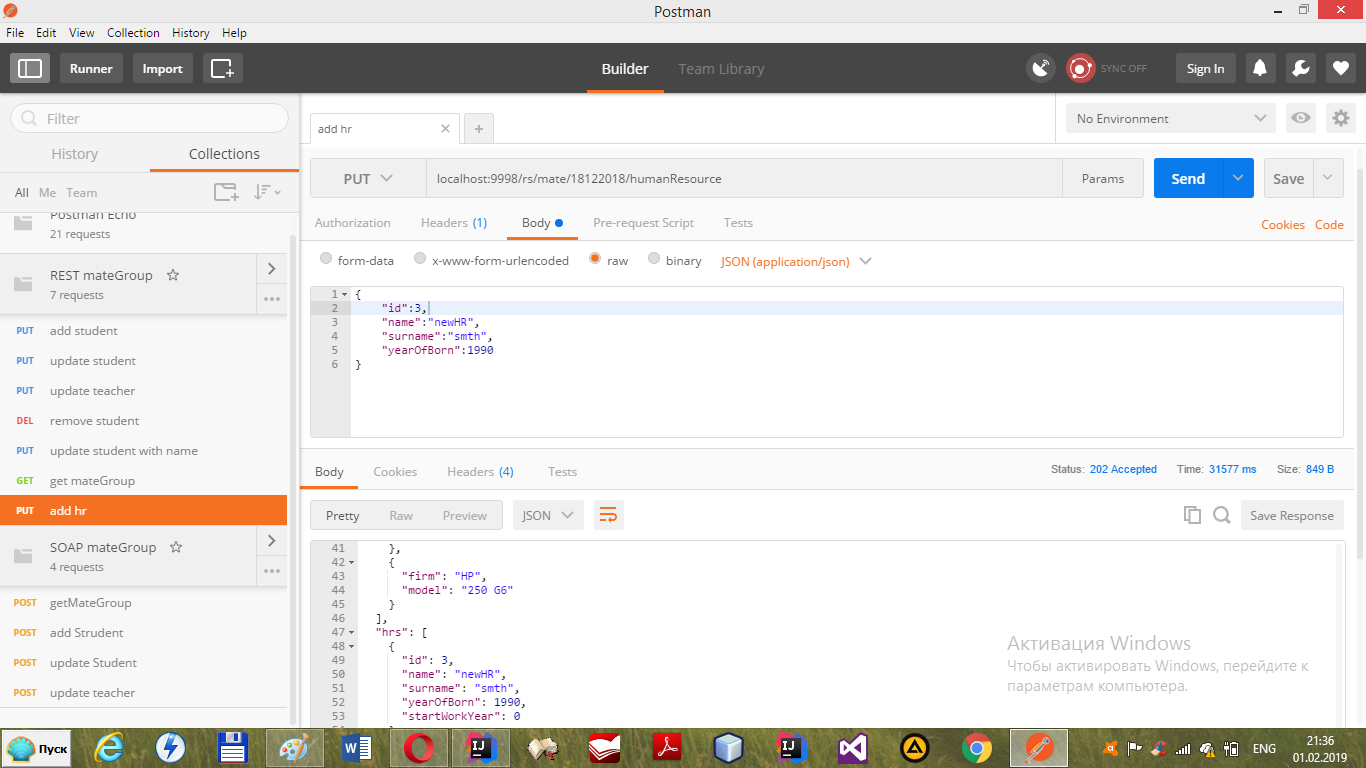 Postman
File Edit View Collection History Help
Runner Import Builder Team Library SYNC OFF Sign In
Filter
History Collections
All Me Team
Postman Echo
21 requests
REST mateGroup
7 requests
PUT add student
PUT update student
PUT update teacher
DEL remove student
PUT update student with name
GET get mateGroup
PUT add hr
SOAP mateGroup
4 requests
POST getMateGroup
POST add Strudent
POST update Student
POST update teacher
add hr
No Environment
PUT localhost:9998/rs/mate/18122018/humanResource Params Send Save
Authorization Headers (1) Body Pre-request Script Tests Cookies Code
form-data x-www-form-urlencoded raw binary JSON (application/json)
1 {
2 "id":3,
3 "name":"newHR",
4 "surname":"smth",
5 "yearOfBorn":1990
6 }
Body Cookies Headers (4) Tests Status: 202 Accepted Time: 31577 ms Size: 849 B
Pretty Raw Preview JSON Save Response
41 },
42 {
43 "firm": "HP",
44 "model": "250 G6"
45 }
46 ],
47 "hrs": [
48 {
49 "id": 3,
50 "name": "newHR",
51 "surname": "smth",
52 "yearOfBorn": 1990,
53 "startWorkYear": 0
Активация Windows
Чтобы активировать Windows, перейдите к
параметрам компьютера.
Пуск
ENG
21:36
01.02.2019